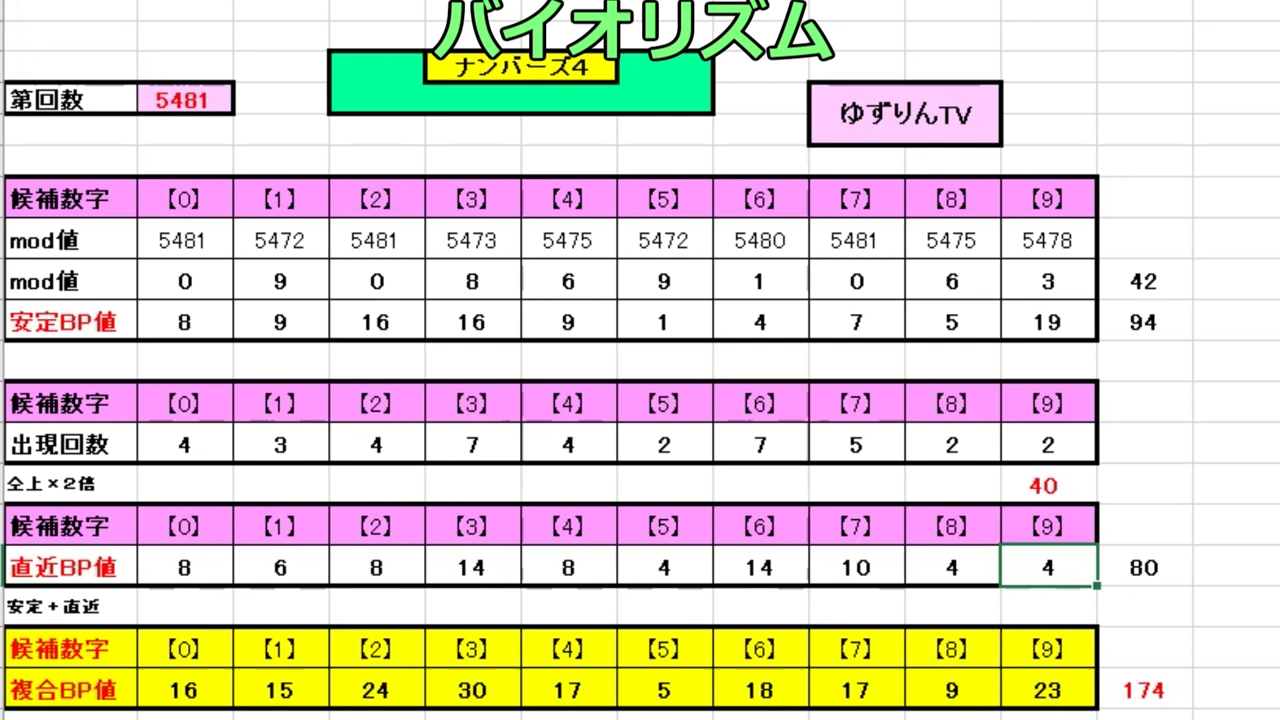 バイオリズム
ナンバーズ4
第回数 5481
ゆずりんTV
候補数字 【0】 【1】 【2】 【3】 【4】 【5】 【6】 【7】 【8】 【9】
mod値 5481 5472 5481 5473 5475 5472 5480 5481 5475 5478
mod値 0 9 0 8 6 9 1 0 6 3 42
安定BP値 8 9 16 16 9 1 4 7 5 19 94
候補数字 【0】 【1】 【2】 【3】 【4】 【5】 【6】 【7】 【8】 【9】
出現回数 4 3 4 7 4 2 7 5 2 2
仝上×2倍 40
候補数字 【0】 【1】 【2】 【3】 【4】 【5】 【6】 【7】 【8】 【9】
直近BP値 8 6 8 14 8 4 14 10 4 4 80
安定+直近
候補数字 【0】 【1】 【2】 【3】 【4】 【5】 【6】 【7】 【8】 【9】
複合BP値 16 15 24 30 17 5 18 17 9 23 174